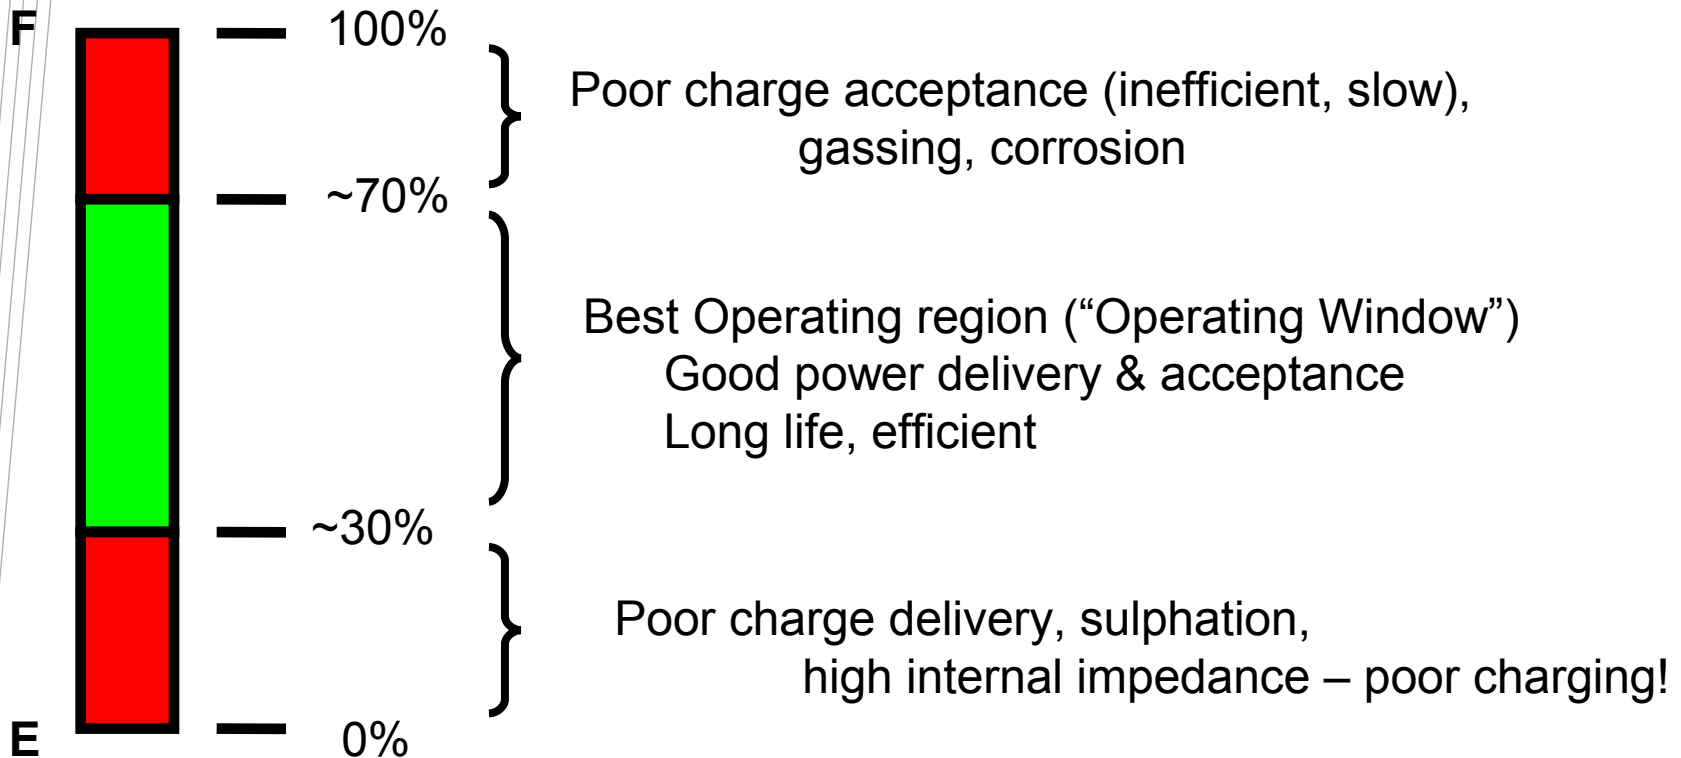 F
100%
Poor charge acceptance (inefficient, slow),
gassing, corrosion
~70%
Best Operating region (“Operating Window”)
Good power delivery & acceptance
Long life, efficient
~30%
Poor charge delivery, sulphation,
high internal impedance – poor charging!
E
0%